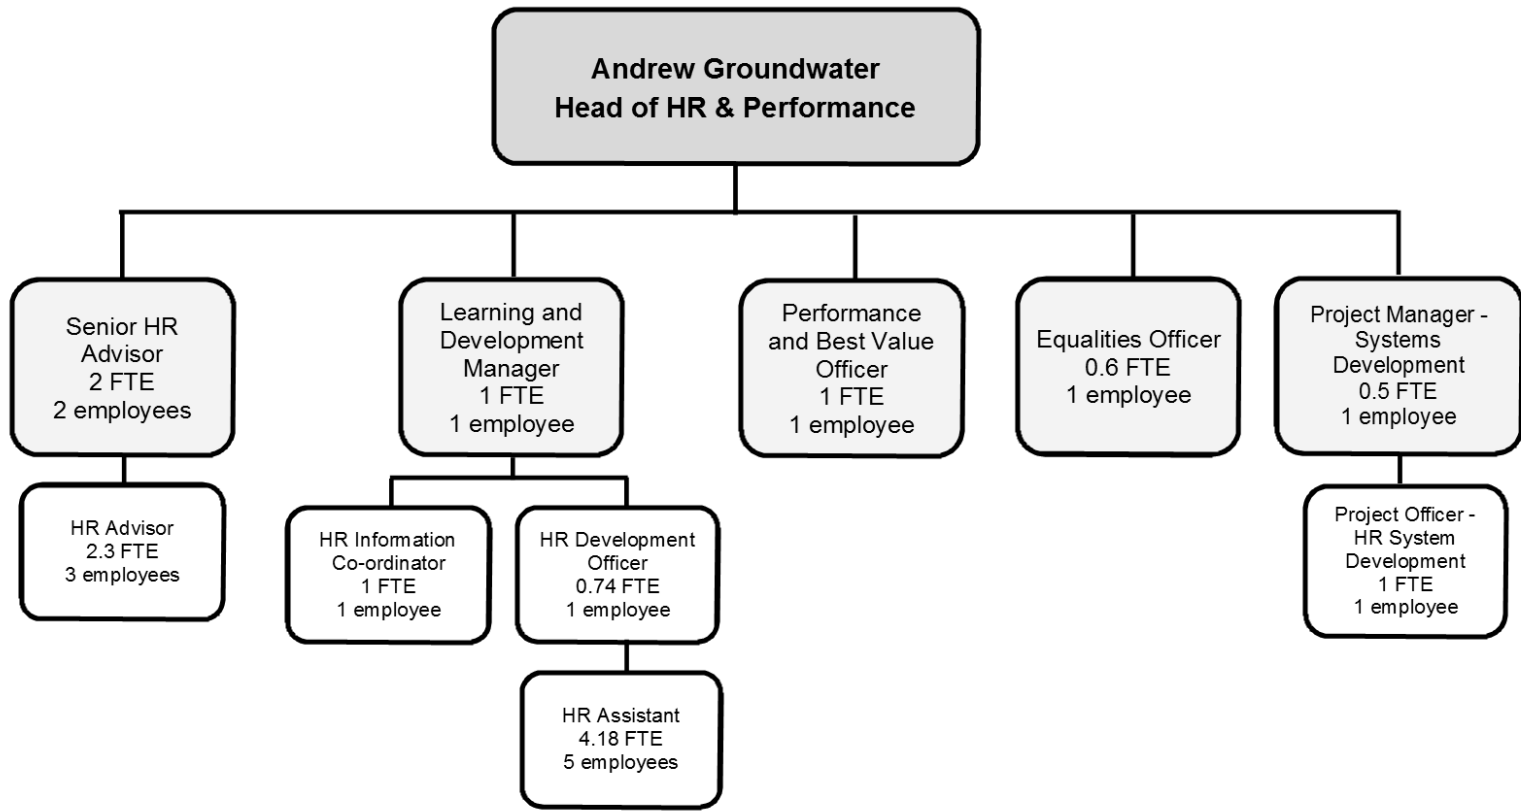 Andrew Groundwater
Head of HR & Performance
Senior HR
Advisor
2 FTE
2 employees
Learning and
Development
Manager
1 FTE
1 employee
Performance
and Best Value
Officer
1 FTE
1 employee
Equalities Officer
0.6 FTE
1 employee
Project Manager -
Systems
Development
0.5 FTE
1 employee
HR Advisor
2.3 FTE
3 employees
HR Information
Co-ordinator
1 FTE
1 employee
HR Development
Officer
0.74 FTE
1 employee
Project Officer -
HR System
Development
1 FTE
1 employee
HR Assistant
4.18 FTE
5 employees